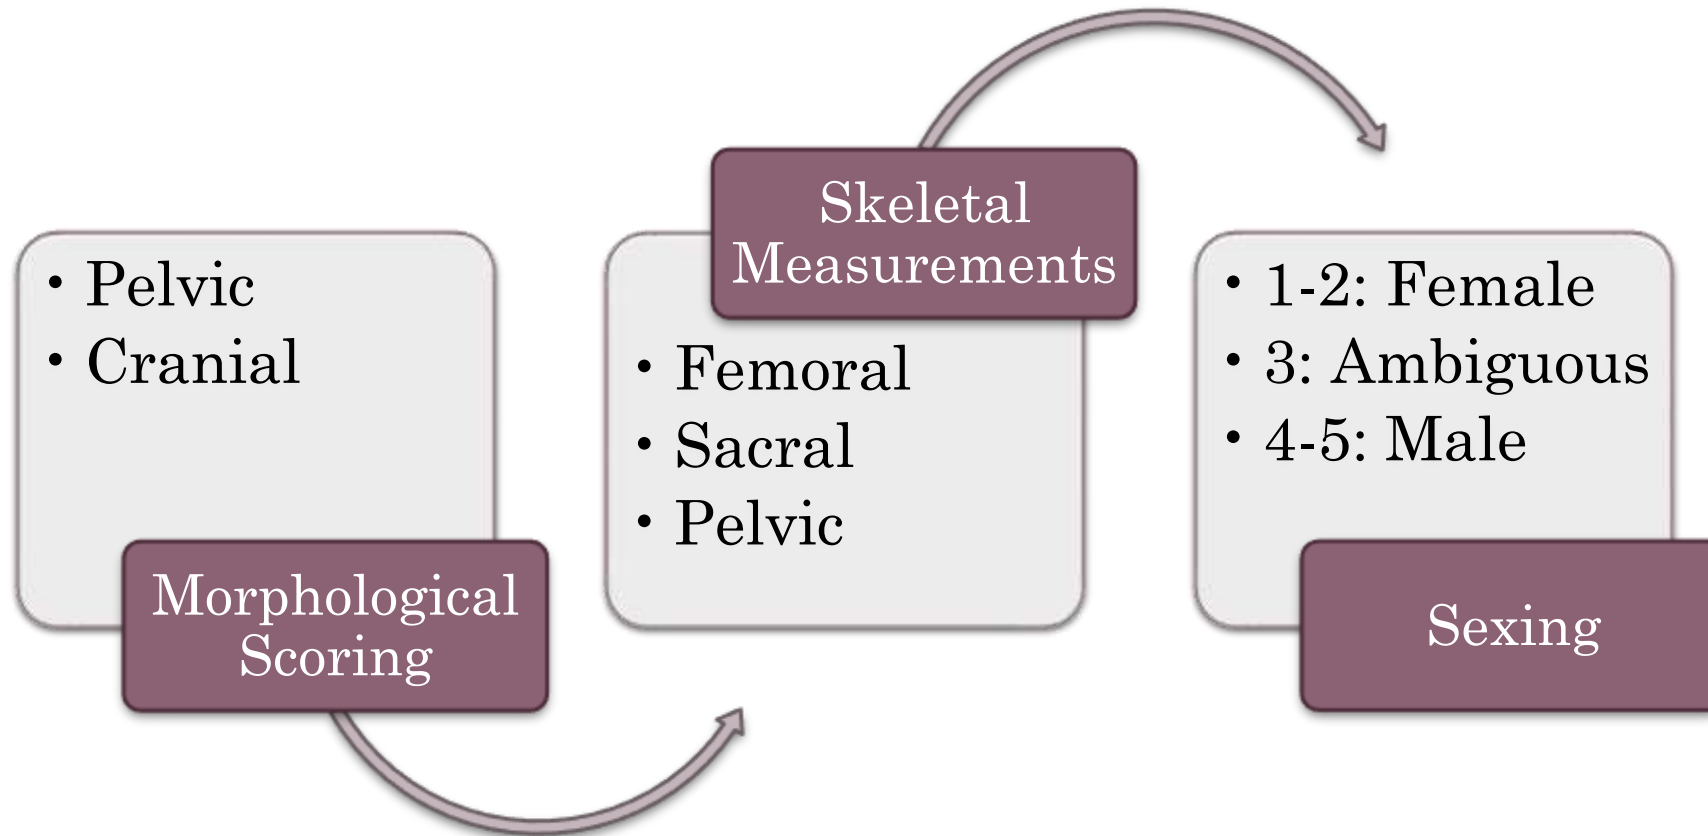 • Pelvic
• Cranial
Morphological
Scoring
Skeletal
Measurements
• Femoral
• Sacral
• Pelvic
• 1-2: Female
• 3: Ambiguous
• 4-5: Male
Sexing